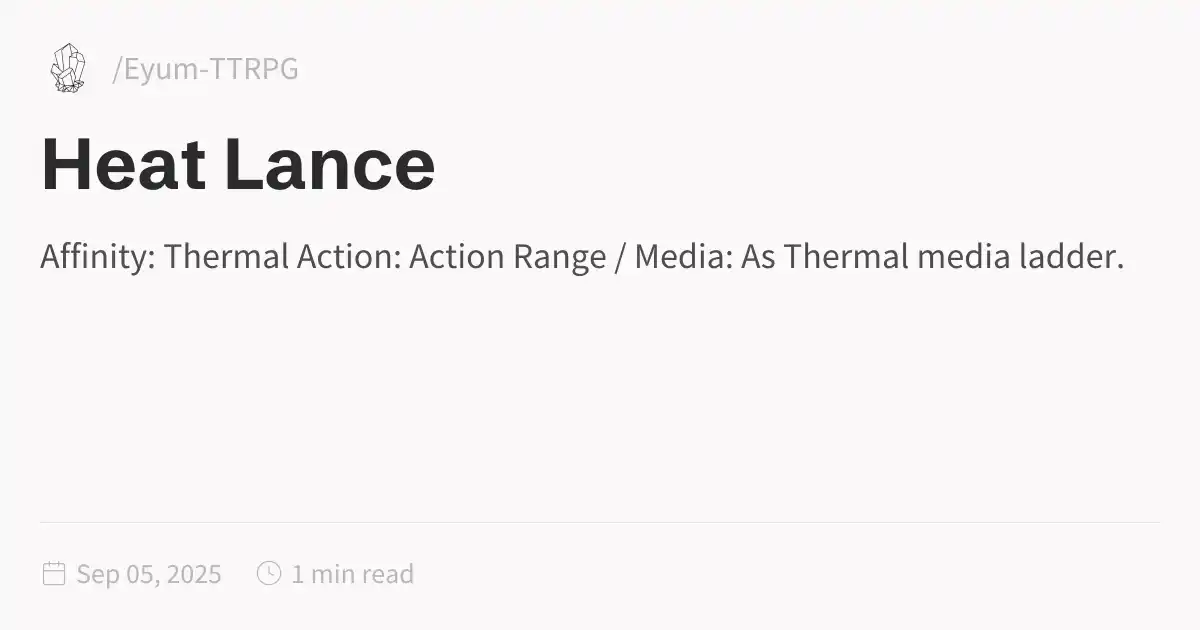 /Eyum-TTRPG
Heat Lance
Affinity: Thermal Action: Action Range / Media: As Thermal media ladder.
Sep 05, 2025 1 min read